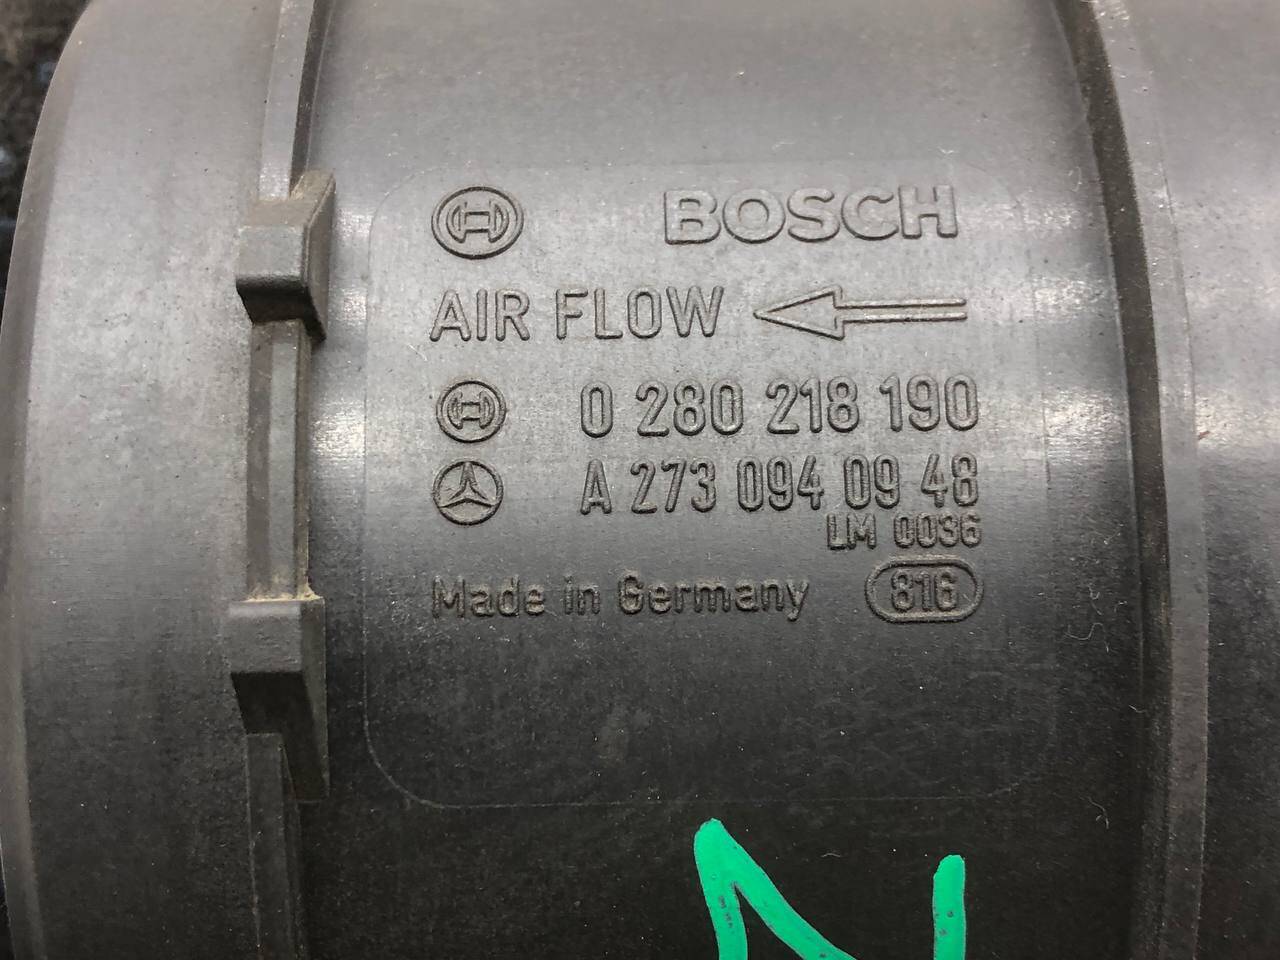 BOSCH
AIR FLOW
0 280 218 190
A 273 094 09 48
LM 0036
Made in Germany 816